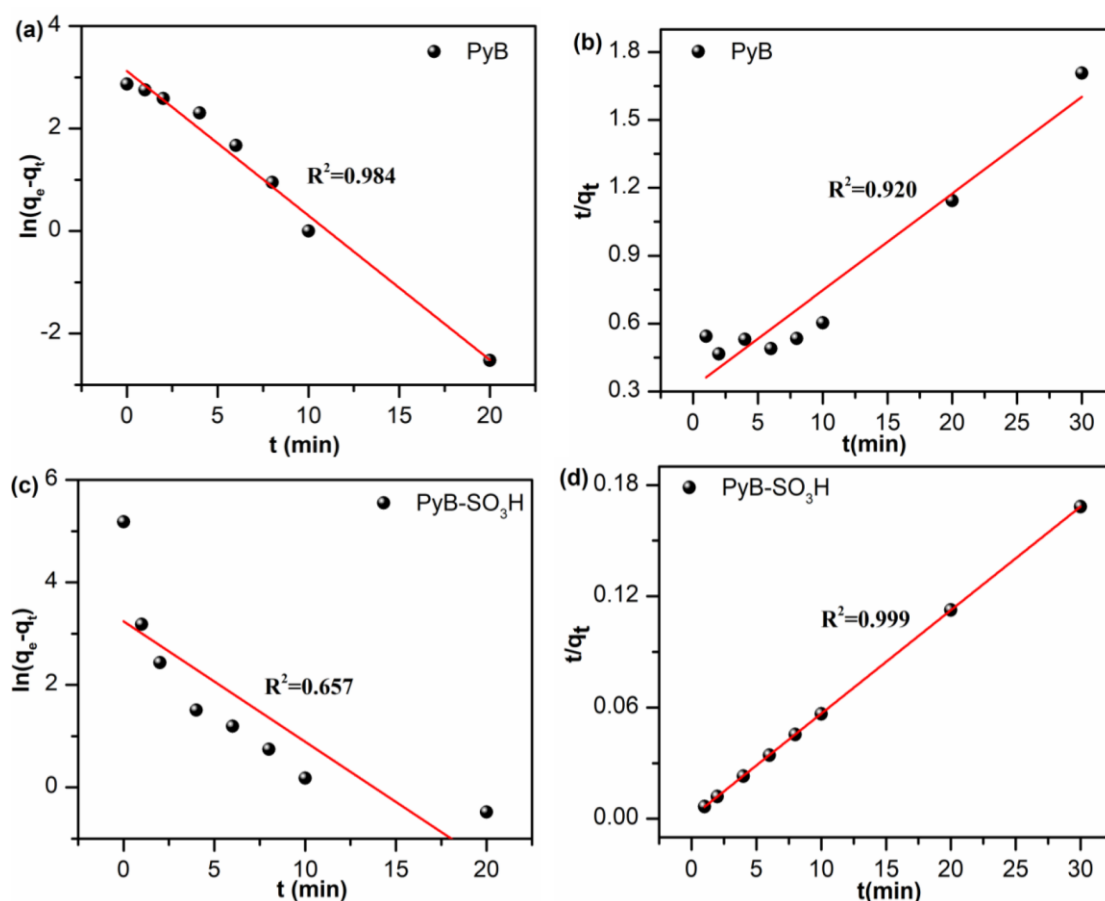 (a)
PyB
R²=0.984
ln(qₑ-qₜ)
4
2
0
-2
0 5 10 15 20
t (min)
(b)
PyB
R²=0.920
t/qₜ
1.8
1.5
1.2
0.9
0.6
0.3
0 5 10 15 20 25 30
t(min)
(c)
PyB-SO₃H
R²=0.657
ln(qₑ-qₜ)
6
4
2
0
0 5 10 15 20
t (min)
(d)
PyB-SO₃H
R²=0.999
t/qₜ
0.18
0.12
0.06
0.00
0 5 10 15 20 25 30
t(min)